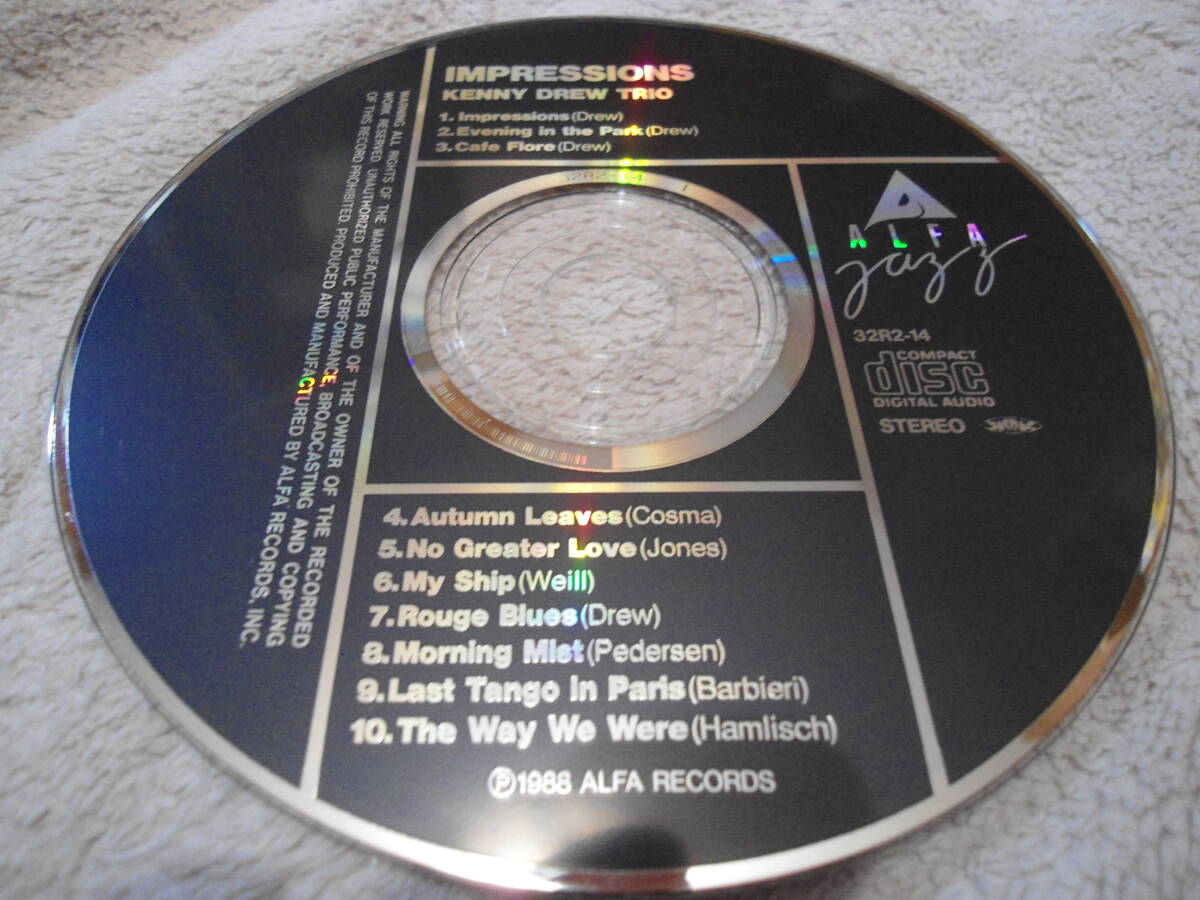 IMPRESSIONS
KENNY DREW TRIO
1. Impressions (Drew)
2. Evening in the Park (Drew)
3. Cafe Flore (Drew)
32R2-14
ALFA
jazz
32R2-14
COMPACT
disc
DIGITAL AUDIO
STEREO
4. Autumn Leaves (Cosma)
5. No Greater Love (Jones)
6. My Ship (Weill)
7. Rouge Blues (Drew)
8. Morning Mist (Pedersen)
9. Last Tango in Paris (Barbieri)
10. The Way We Were (Hamlisch)
℗1988 ALFA RECORDS
WARNING ALL RIGHTS OF THE MANUFACTURER AND OF THE OWNER OF THE RECORDED
WORK RESERVED. UNAUTHORIZED PUBLIC PERFORMANCE, BROADCASTING AND COPYING
OF THIS RECORD PROHIBITED. PRODUCED AND MANUFACTURED BY ALFA RECORDS, INC.